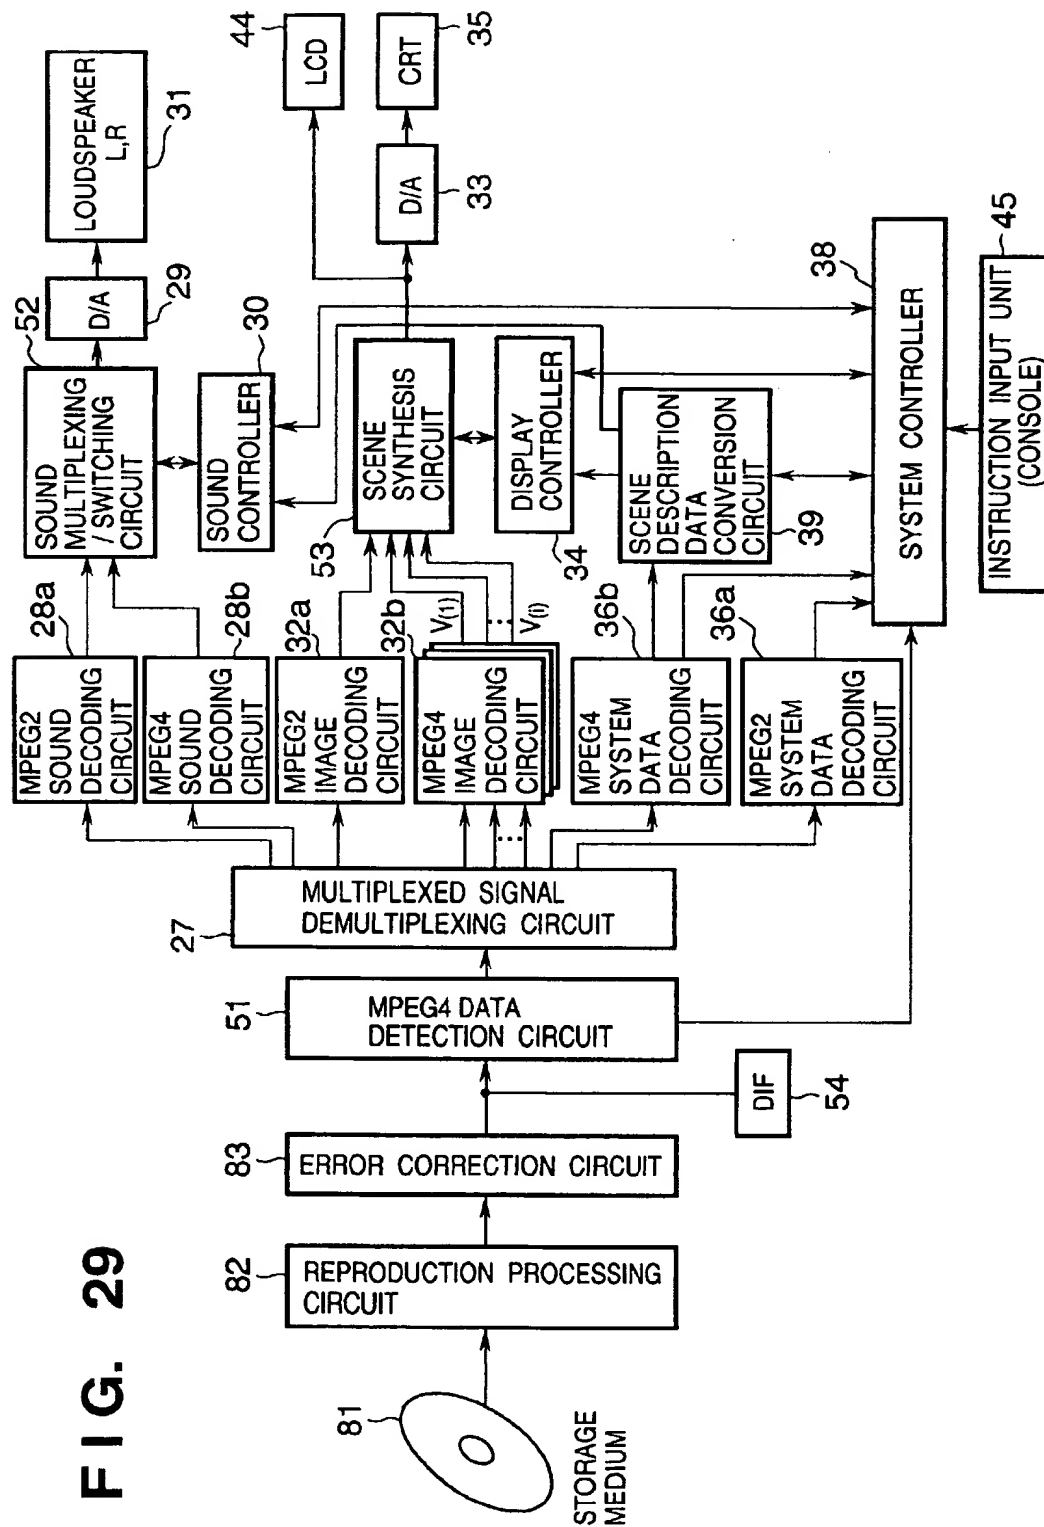 FIG. 29
81
STORAGE
MEDIUM
82
REPRODUCTION PROCESSING
CIRCUIT
83
ERROR CORRECTION CIRCUIT
DIF
54
51
MPEG4 DATA
DETECTION CIRCUIT
27
MULTIPLEXED SIGNAL
DEMULTIPLEXING CIRCUIT
MPEG2
SOUND
DECODING
CIRCUIT
28a
MPEG4
SOUND
DECODING
CIRCUIT
28b
MPEG2
IMAGE
DECODING
CIRCUIT
32a
MPEG4
IMAGE
DECODING
CIRCUIT
32b
V(1)
V(i)
MPEG4
SYSTEM
DATA
DECODING
CIRCUIT
36b
MPEG2
SYSTEM
DATA
DECODING
CIRCUIT
36a
52
SOUND
MULTIPLEXING
/ SWITCHING
CIRCUIT
SOUND
CONTROLLER
30
53
SCENE
SYNTHESIS
CIRCUIT
DISPLAY
CONTROLLER
34
SCENE
DESCRIPTION
DATA
CONVERSION
CIRCUIT
39
SYSTEM CONTROLLER
38
INSTRUCTION INPUT UNIT
(CONSOLE)
45
D/A
29
LOUDSPEAKER
L,R
31
LCD
44
D/A
33
CRT
35